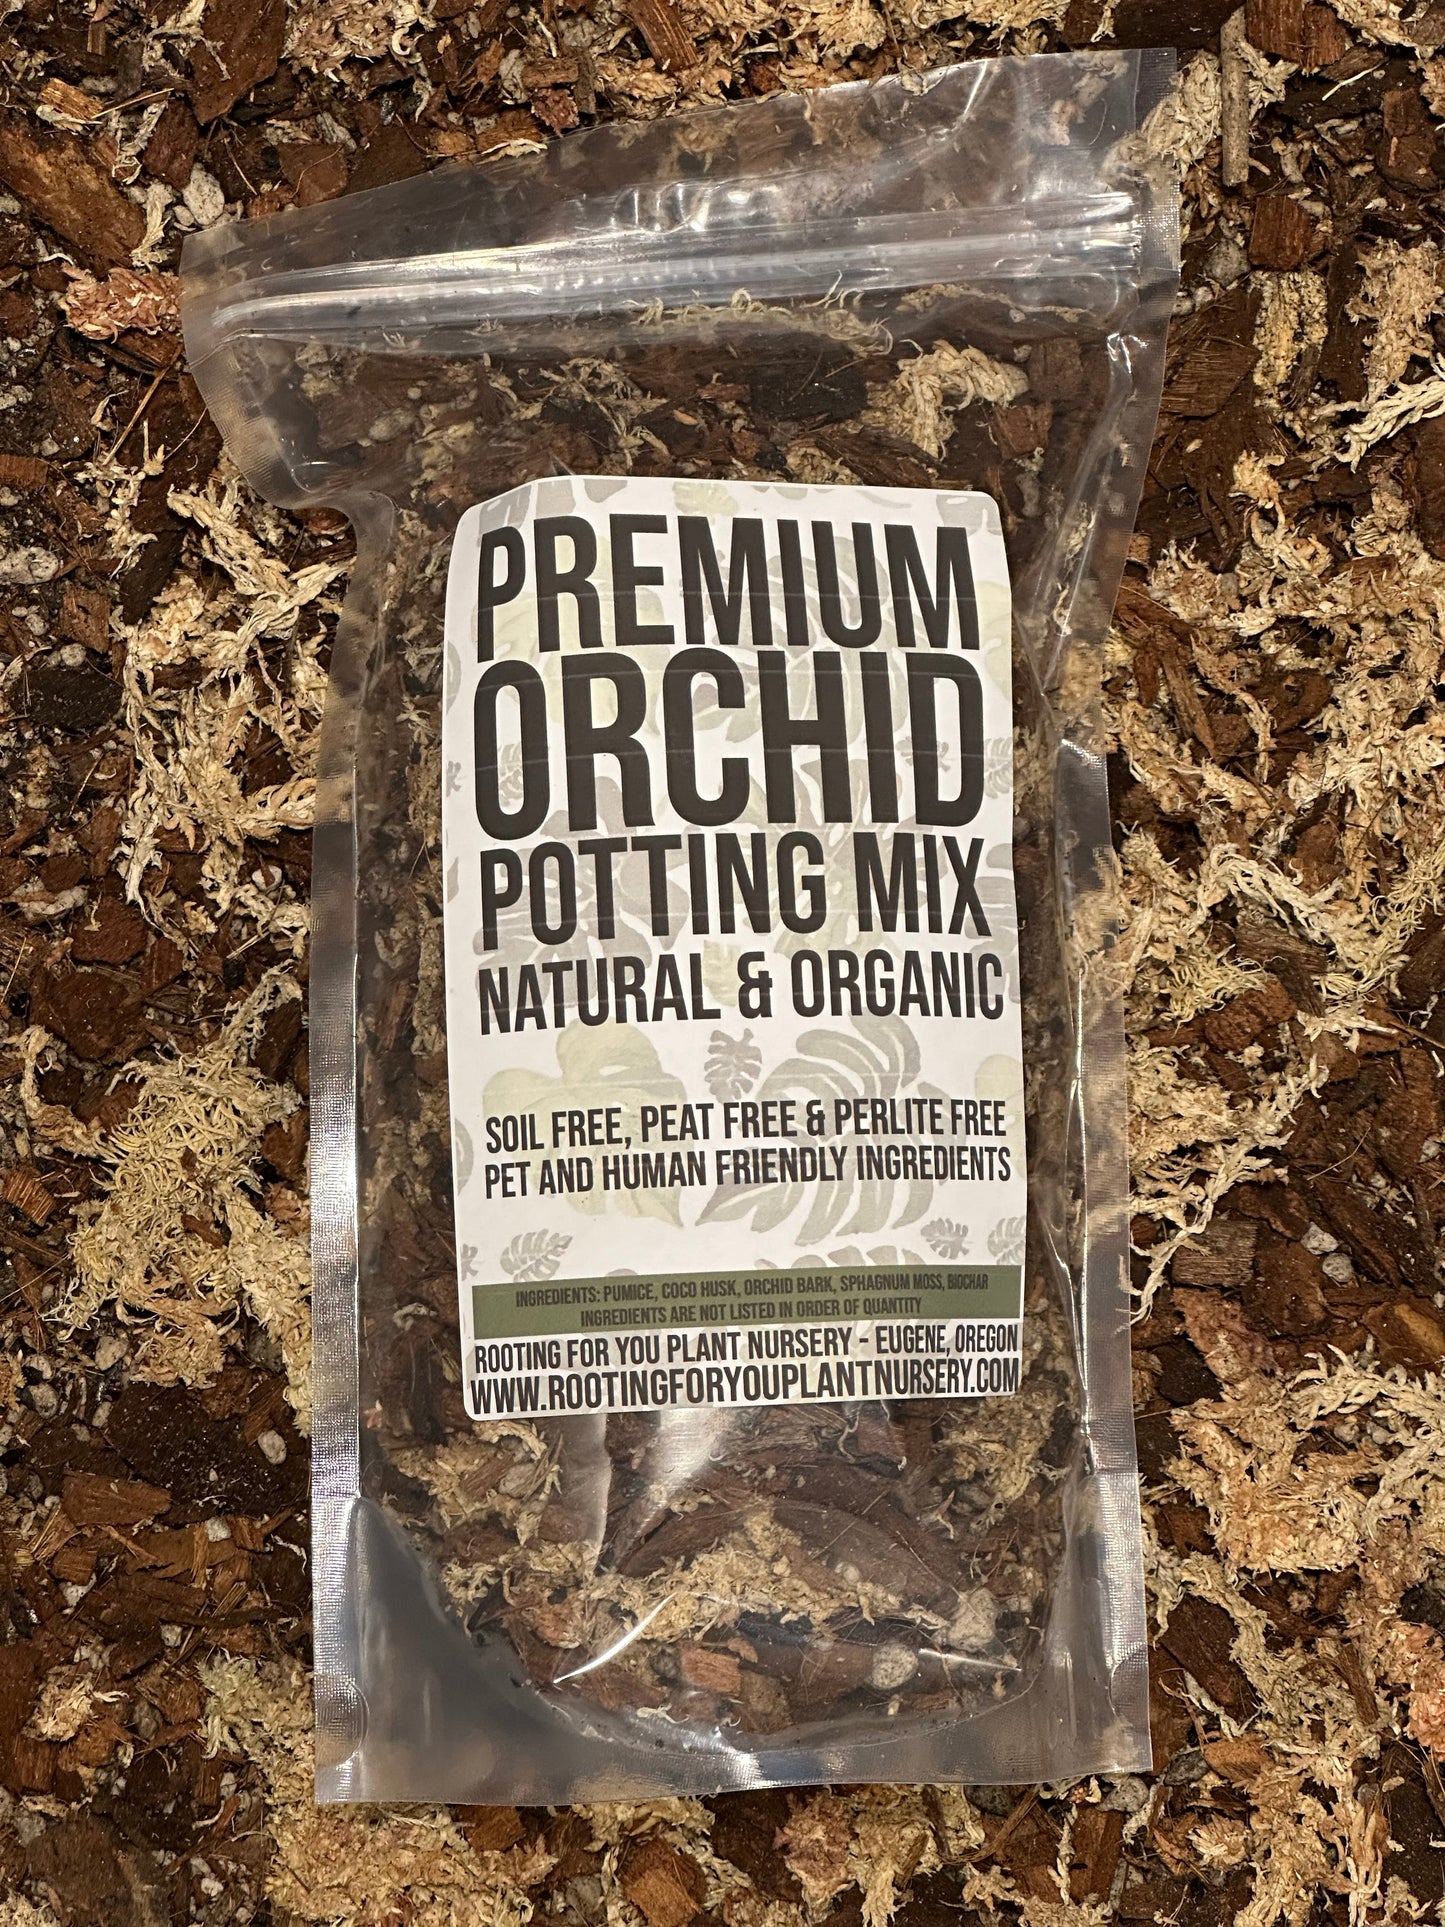 PREMIUM
ORCHID
POTTING MIX
NATURAL & ORGANIC
SOIL FREE, PEAT FREE & PERLITE FREE
PET AND HUMAN FRIENDLY INGREDIENTS
INGREDIENTS: PUMICE, COCO HUSK, ORCHID BARK, SPHAGNUM MOSS, BIOCHAR
INGREDIENTS ARE NOT LISTED IN ORDER OF QUANTITY
ROOTING FOR YOU PLANT NURSERY - EUGENE, OREGON
WWW.ROOTINGFORYOUPLANTNURSERY.COM